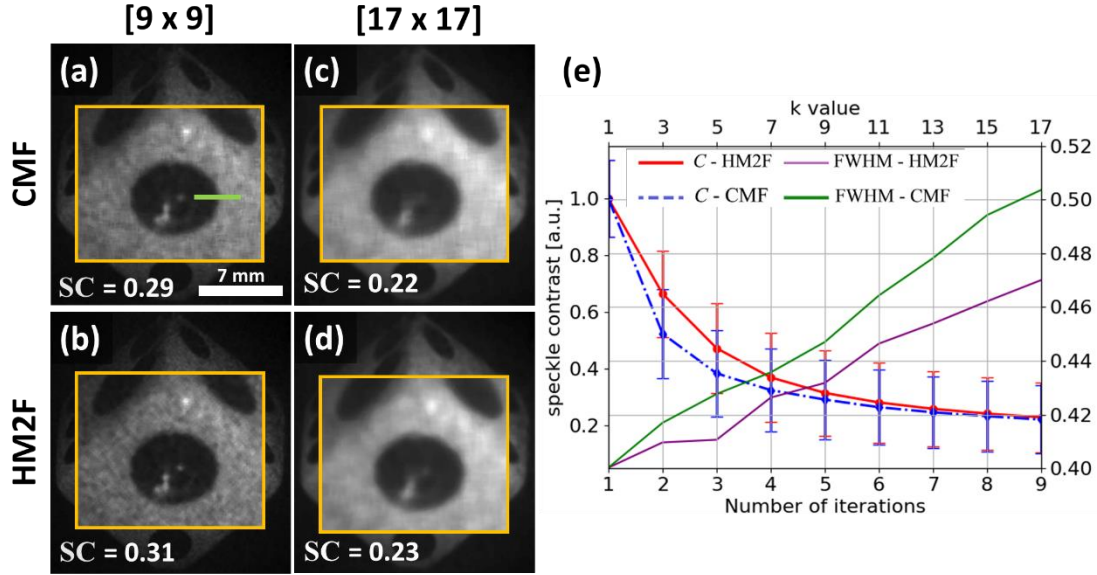 [9 x 9]
[17 x 17]
CMF
HM2F
(a)
SC = 0.29
7 mm
(c)
SC = 0.22
(b)
SC = 0.31
(d)
SC = 0.23
(e)
k value
1 3 5 7 9 11 13 15 17
C - HM2F
FWHM - HM2F
C - CMF
FWHM - CMF
speckle contrast [a.u.]
1.0
0.8
0.6
0.4
0.2
0.52
0.50
0.48
0.46
0.44
0.42
0.40
1 2 3 4 5 6 7 8 9
Number of iterations